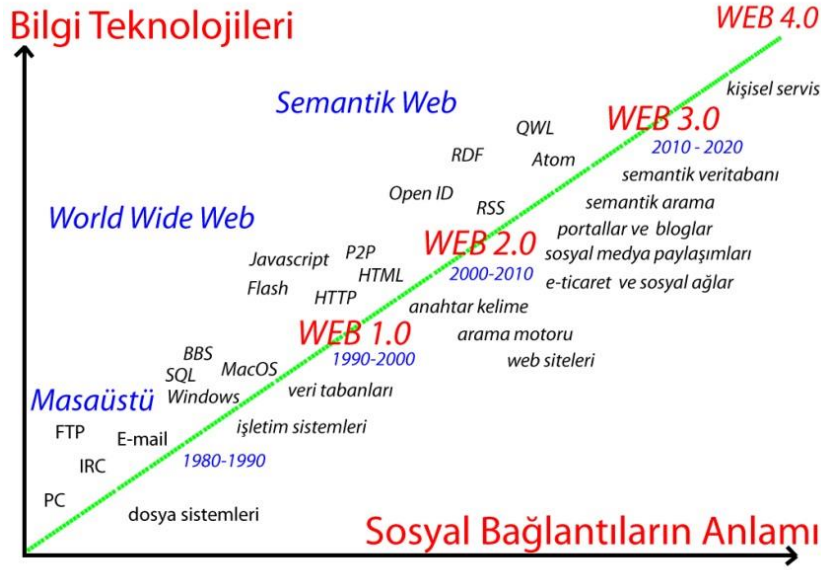 Bilgi Teknolojileri
WEB 4.0
kişisel servis
Semantik Web
WEB 3.0
2010 - 2020
QWL
RDF
Atom
semantik veritabanı
Open ID
semantik arama
RSS
World Wide Web
portallar ve bloglar
WEB 2.0
sosyal medya paylaşımları
2000-2010
e-ticaret ve sosyal ağlar
Javascript
P2P
HTML
Flash
HTTP
anahtar kelime
WEB 1.0
arama motoru
1990-2000
web siteleri
BBS
SQL
MacOS
Windows
veri tabanları
Masaüstü
işletim sistemleri
FTP
E-mail
1980-1990
IRC
PC
dosya sistemleri
Sosyal Bağlantıların Anlamı